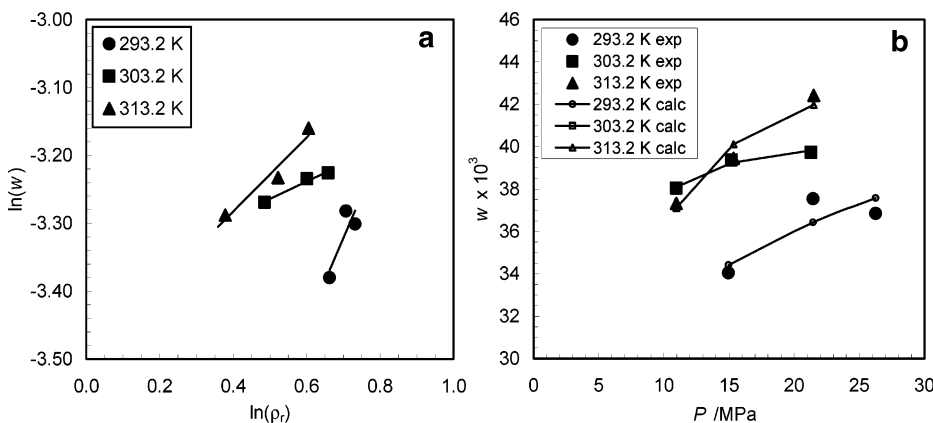 a
293.2 K
303.2 K
313.2 K
-3.00
-3.10
-3.20
-3.30
-3.40
-3.50
ln(w)
0.0 0.2 0.4 0.6 0.8 1.0
ln(ρr)
b
293.2 K exp
303.2 K exp
313.2 K exp
293.2 K calc
303.2 K calc
313.2 K calc
46
44
42
40
38
36
34
32
30
w x 10³
0 5 10 15 20 25 30
P /MPa